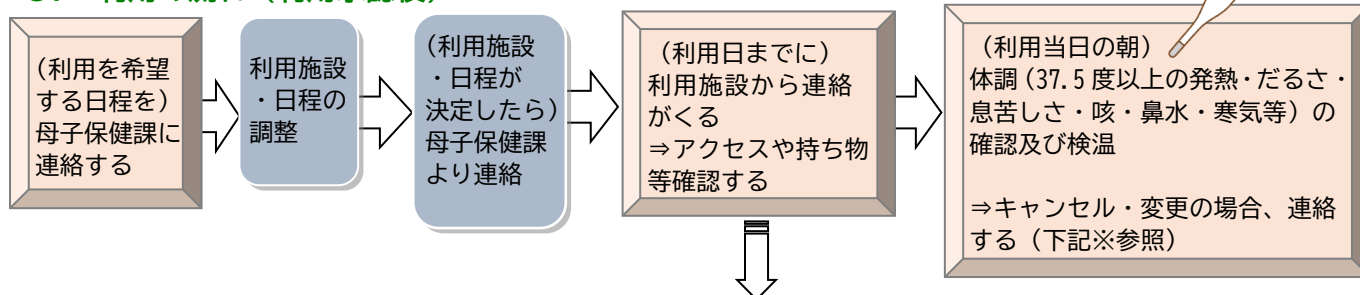 (利用を希望
する日程を)
母子保健課に
連絡する
利用施設
・日程の
調整
(利用施設
・日程が
決定したら)
母子保健課
より連絡
(利用日までに)
利用施設から連絡
がくる
⇒アクセスや持ち物
等確認する
(利用当日の朝)
体調(37.5度以上の発熱・だるさ・
息苦しさ・咳・鼻水・寒気等)の
確認及び検温
⇒キャンセル・変更の場合、連絡
する(下記※参照)